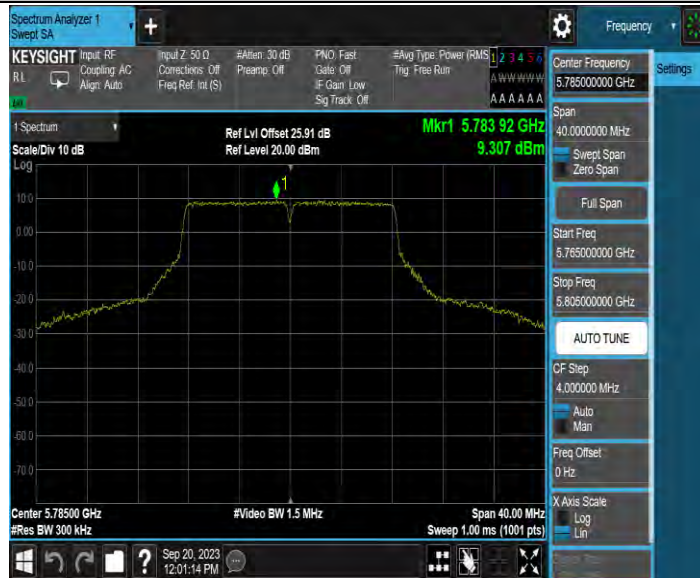 Spectrum Analyzer 1
Swept SA
Frequency
KEYSIGHT
RL
Input: RF
Coupling: AC
Align: Auto
Input Z: 50 Ω
Corrections: Off
Freq Ref: Int (S)
#Atten: 30 dB
Preamp: Off
PNO: Fast
Gate: Off
IF Gain: Low
Sig Track: Off
#Avg Type: Power (RMS)
Trig: Free Run
1 2 3 4 5 6
A W W W W W
A A A A A A
Center Frequency
5.785000000 GHz
Settings
Span
40.0000000 MHz
Swept Span
Zero Span
Full Span
Start Freq
5.765000000 GHz
Stop Freq
5.805000000 GHz
AUTO TUNE
CF Step
4.000000 MHz
Auto
Man
Freq Offset
0 Hz
X Axis Scale
Log
Lin
1 Spectrum
Scale/Div 10 dB
Log
Ref Lvl Offset 25.91 dB
Ref Level 20.00 dBm
Mkr1 5.783 92 GHz
9.307 dBm
1
10.0
0.00
-10.0
-20.0
-30.0
-40.0
-50.0
-60.0
-70.0
Center 5.78500 GHz
#Res BW 300 kHz
#Video BW 1.5 MHz
Span 40.00 MHz
Sweep 1.00 ms (1001 pts)
?
Sep 20, 2023
12:01:14 PM